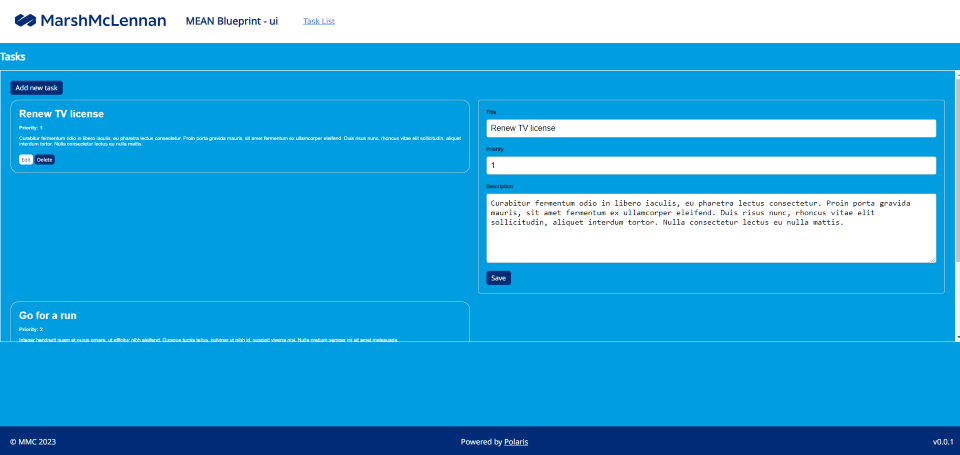 MarshMcLennan MEAN Blueprint - ui Task List
Tasks
Add new task
Renew TV license
Priority: 1
Curabitur fermentum odio in libero iaculis, eu pharetra lectus consectetur. Proin porta gravida mauris, sit amet fermentum ex ullamcorper eleifend. Duis risus nunc, rhoncus vitae elit sollicitudin, aliquet
interdum tortor. Nulla consectetur lectus eu nulla mattis.
Edit Delete
Title
Renew TV license
Priority
1
Description
Curabitur fermentum odio in libero iaculis, eu pharetra lectus consectetur. Proin porta gravida
mauris, sit amet fermentum ex ullamcorper eleifend. Duis risus nunc, rhoncus vitae elit
sollicitudin, aliquet interdum tortor. Nulla consectetur lectus eu nulla mattis.
Save
Go for a run
Priority: 3
Integer hendrerit quam et purus ornare, ut efficitur nibh eleifend. turpis tellus, pulvinar ut nibh id, suscipit viverra nisl. Nulla pretium semper mi sit amet malesuada.
© MMC 2023 Powered by Polaris v0.0.1